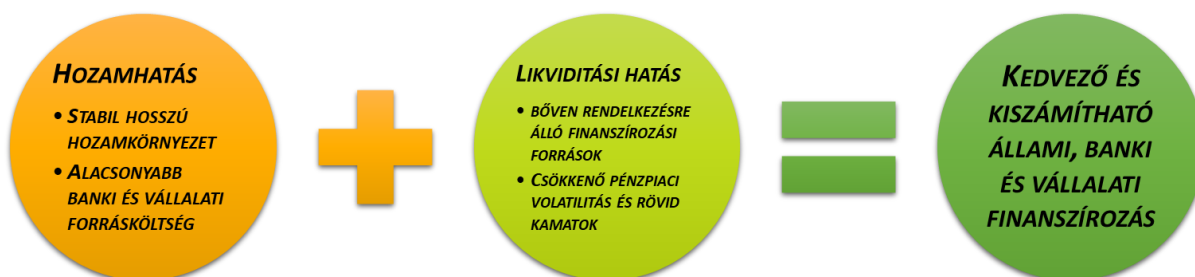 HOZAMHATÁS
• STABIL HOSSZÚ
HOZAMKÖRNYEZET
• ALACSONYABB
BANKI ÉS VÁLLALATI
FORRÁSKÖLTSÉG
LIKVIDITÁSI HATÁS
• BŐVEN RENDELKEZÉSRE
ÁLLÓ FINANSZÍROZÁSI
FORRÁSOK
• CSÖKKENŐ PÉNZPIACI
VOLATILITÁS ÉS RÖVID
KAMATOK
KEDVEZŐ ÉS
KISZÁMÍTHATÓ
ÁLLAMI, BANKI
ÉS VÁLLALATI
FINANSZÍROZÁS